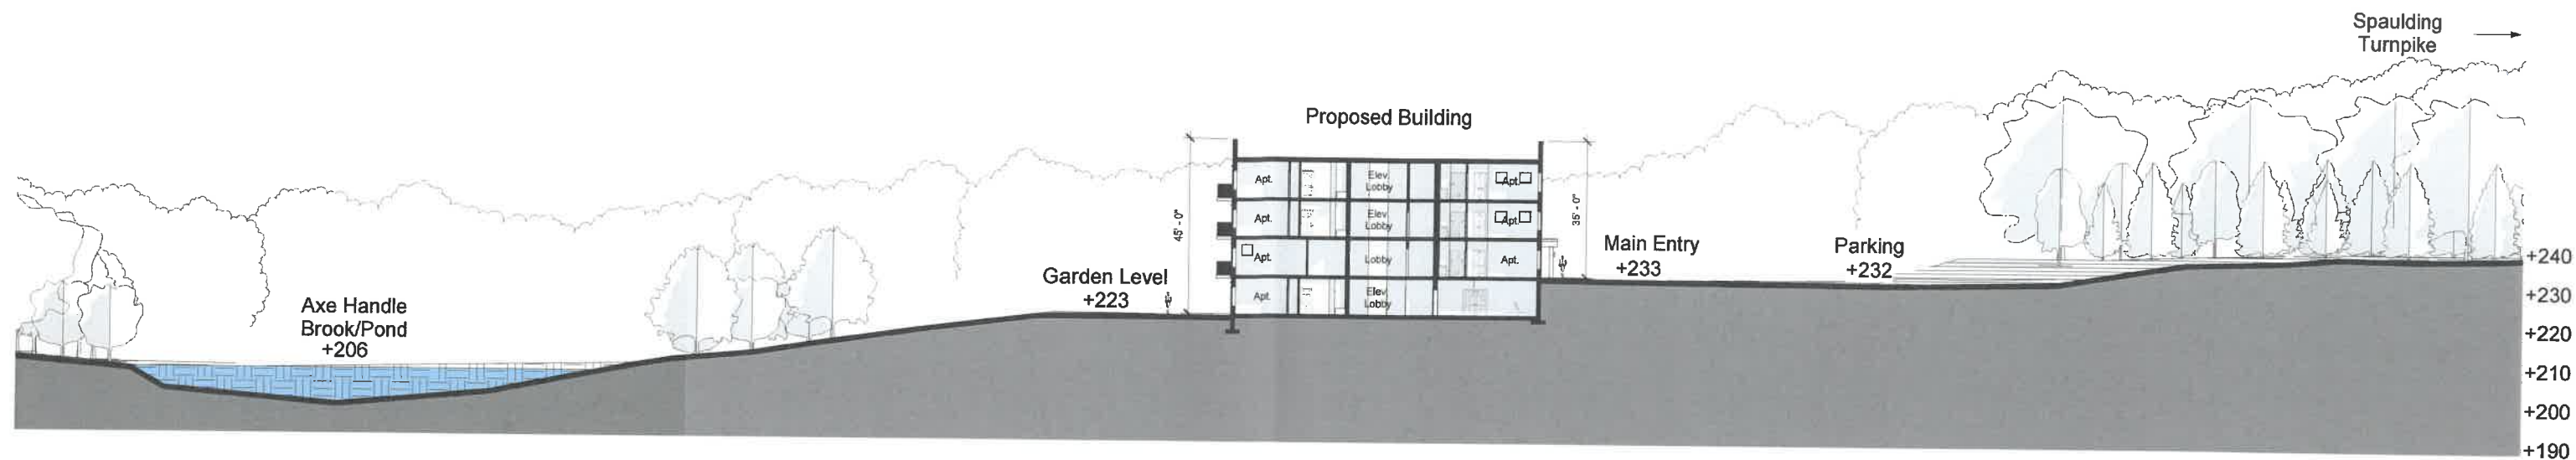 Spaulding
Turnpike
Proposed Building
45' - 0"
35' - 0"
Apt.
Elev.
Lobby
Apt.
Apt.
Elev.
Lobby
Apt.
Apt.
Lobby
Apt.
Apt.
Elev.
Lobby
Main Entry
+233
Parking
+232
Garden Level
+223
Axe Handle
Brook/Pond
+206
+240
+230
+220
+210
+200
+190